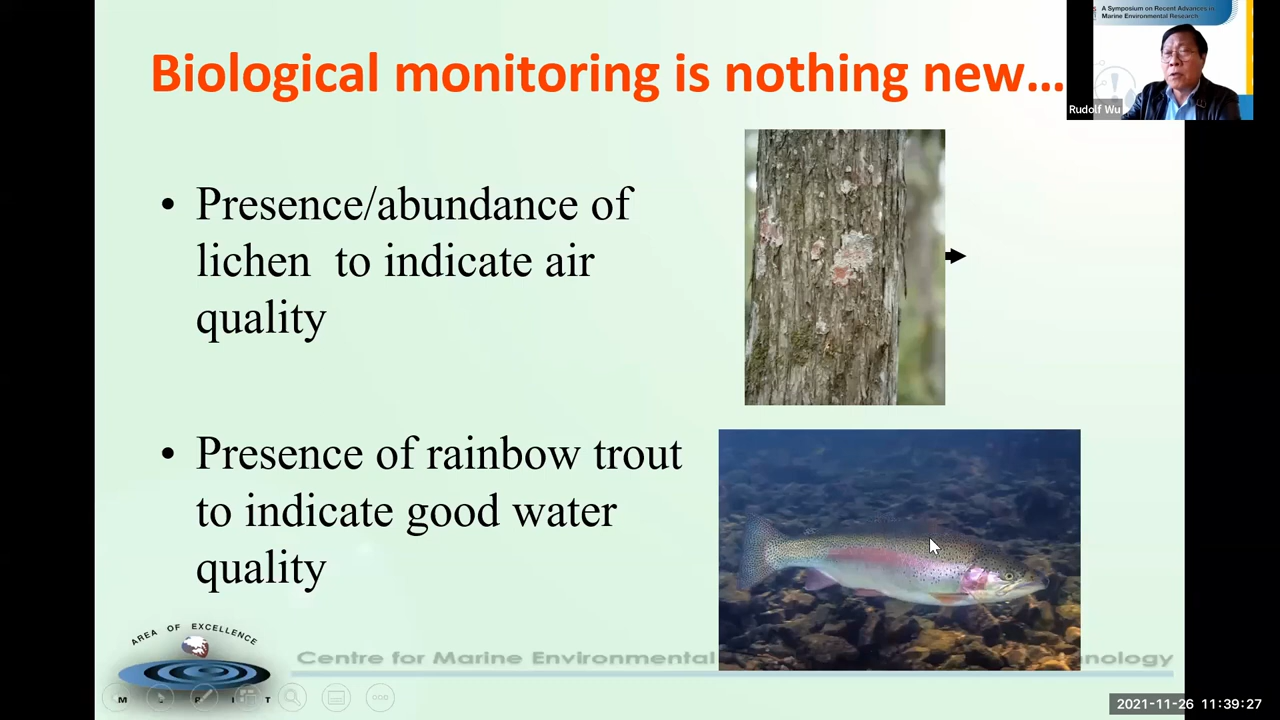 Biological monitoring is nothing new...
A Symposium on Recent Advances in
Marine Environmental Research
Rudolf Wu
• Presence/abundance of
lichen to indicate air
quality
• Presence of rainbow trout
to indicate good water
quality
AREA OF EXCELLENCE
Centre for Marine Environmental
2021-11-26 11:39:27